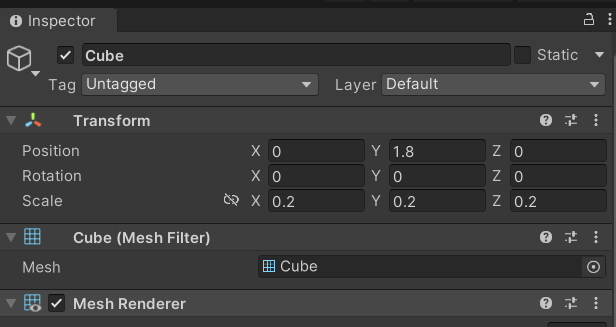 Inspector
Cube Static
Tag Untagged Layer Default
Transform
Position X 0 Y 1.8 Z 0
Rotation X 0 Y 0 Z 0
Scale X 0.2 Y 0.2 Z 0.2
Cube (Mesh Filter)
Mesh Cube
Mesh Renderer